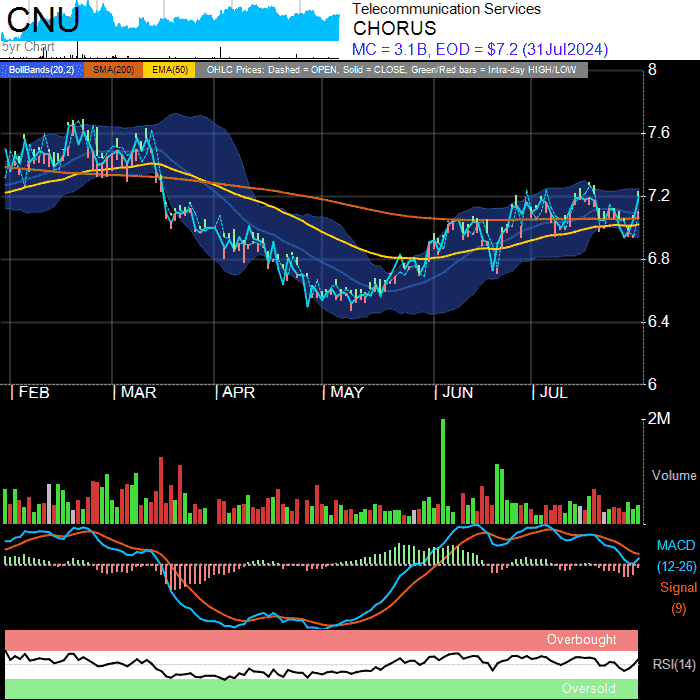 CNU
5yr Chart
Telecommunication Services
CHORUS
MC = 3.1B, EOD = $7.2 (31Jul2024)
BollBands(20,2) SMA(200) EMA(50) OHLC Prices: Dashed = OPEN, Solid = CLOSE, Green/Red bars = Intra-day HIGH/LOW
8
7.6
7.2
6.8
6.4
6
FEB MAR APR MAY JUN JUL
2M
Volume
MACD
(12-26)
Signal
(9)
Overbought
RSI(14)
Oversold